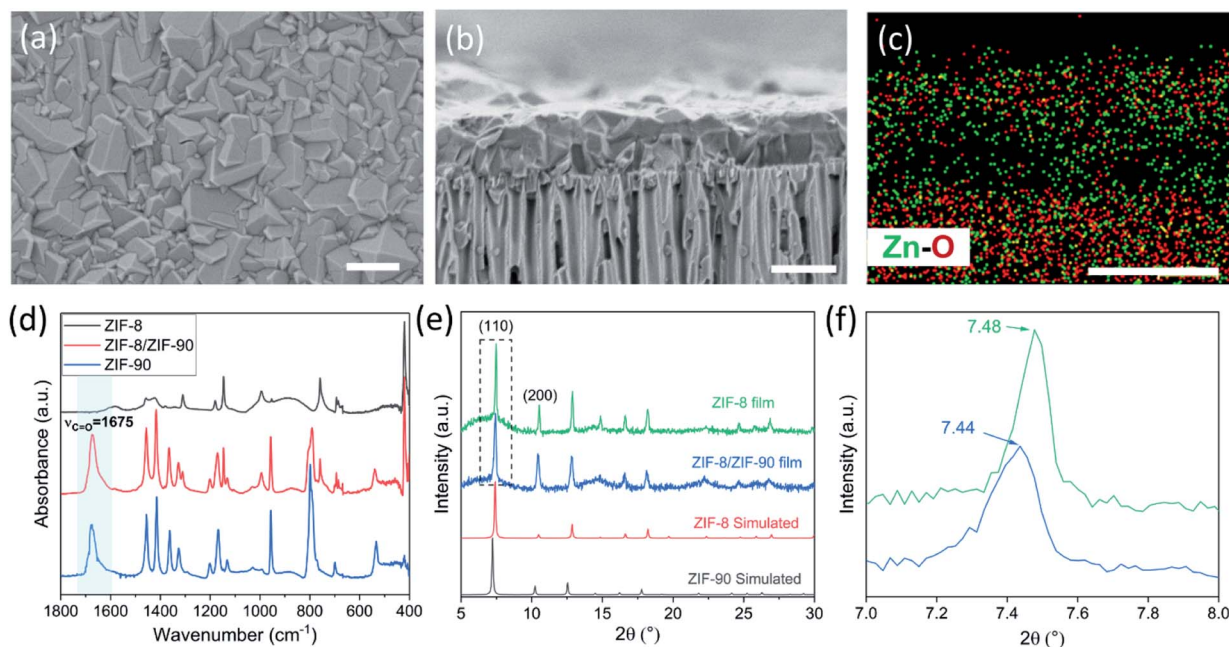 (a)
(b)
(c)
Zn-O
(d)
ZIF-8
ZIF-8/ZIF-90
ZIF-90
νC=O=1675
Absorbance (a.u.)
1800 1600 1400 1200 1000 800 600 400
Wavenumber (cm⁻¹)
(e)
(110)
(200)
ZIF-8 film
ZIF-8/ZIF-90 film
ZIF-8 Simulated
ZIF-90 Simulated
Intensity (a.u.)
5 10 15 20 25 30
2θ (°)
(f)
7.48
7.44
Intensity (a.u.)
7.0 7.2 7.4 7.6 7.8 8.0
2θ (°)